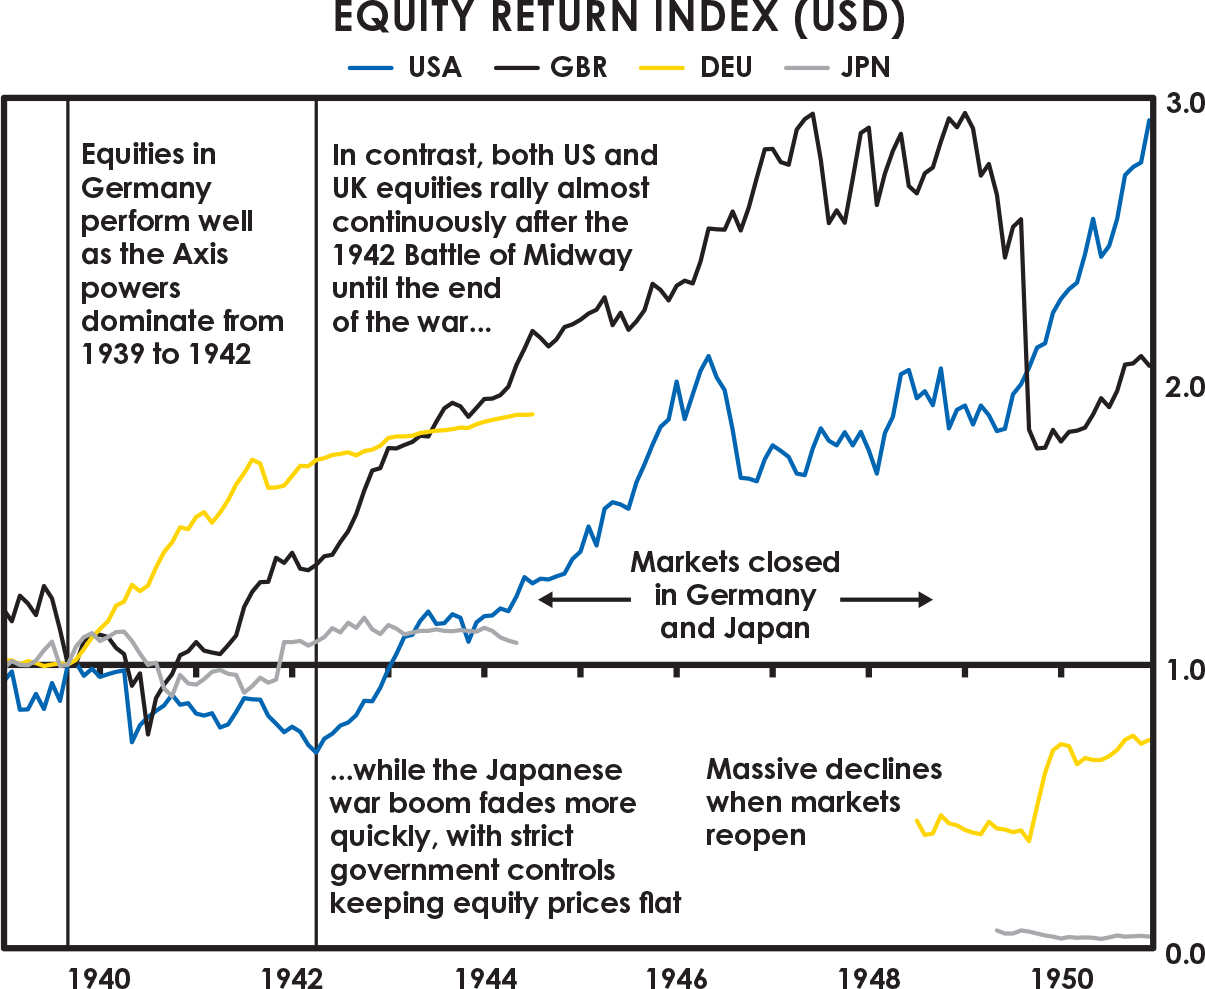 EQUITY RETURN INDEX (USD)
USA GBR DEU JPN
3.0
2.0
1.0
0.0
Equities in
Germany
perform well
as the Axis
powers
dominate from
1939 to 1942
In contrast, both US and
UK equities rally almost
continuously after the
1942 Battle of Midway
until the end
of the war...
Markets closed
in Germany
and Japan
...while the Japanese
war boom fades more
quickly, with strict
government controls
keeping equity prices flat
Massive declines
when markets
reopen
1940 1942 1944 1946 1948 1950